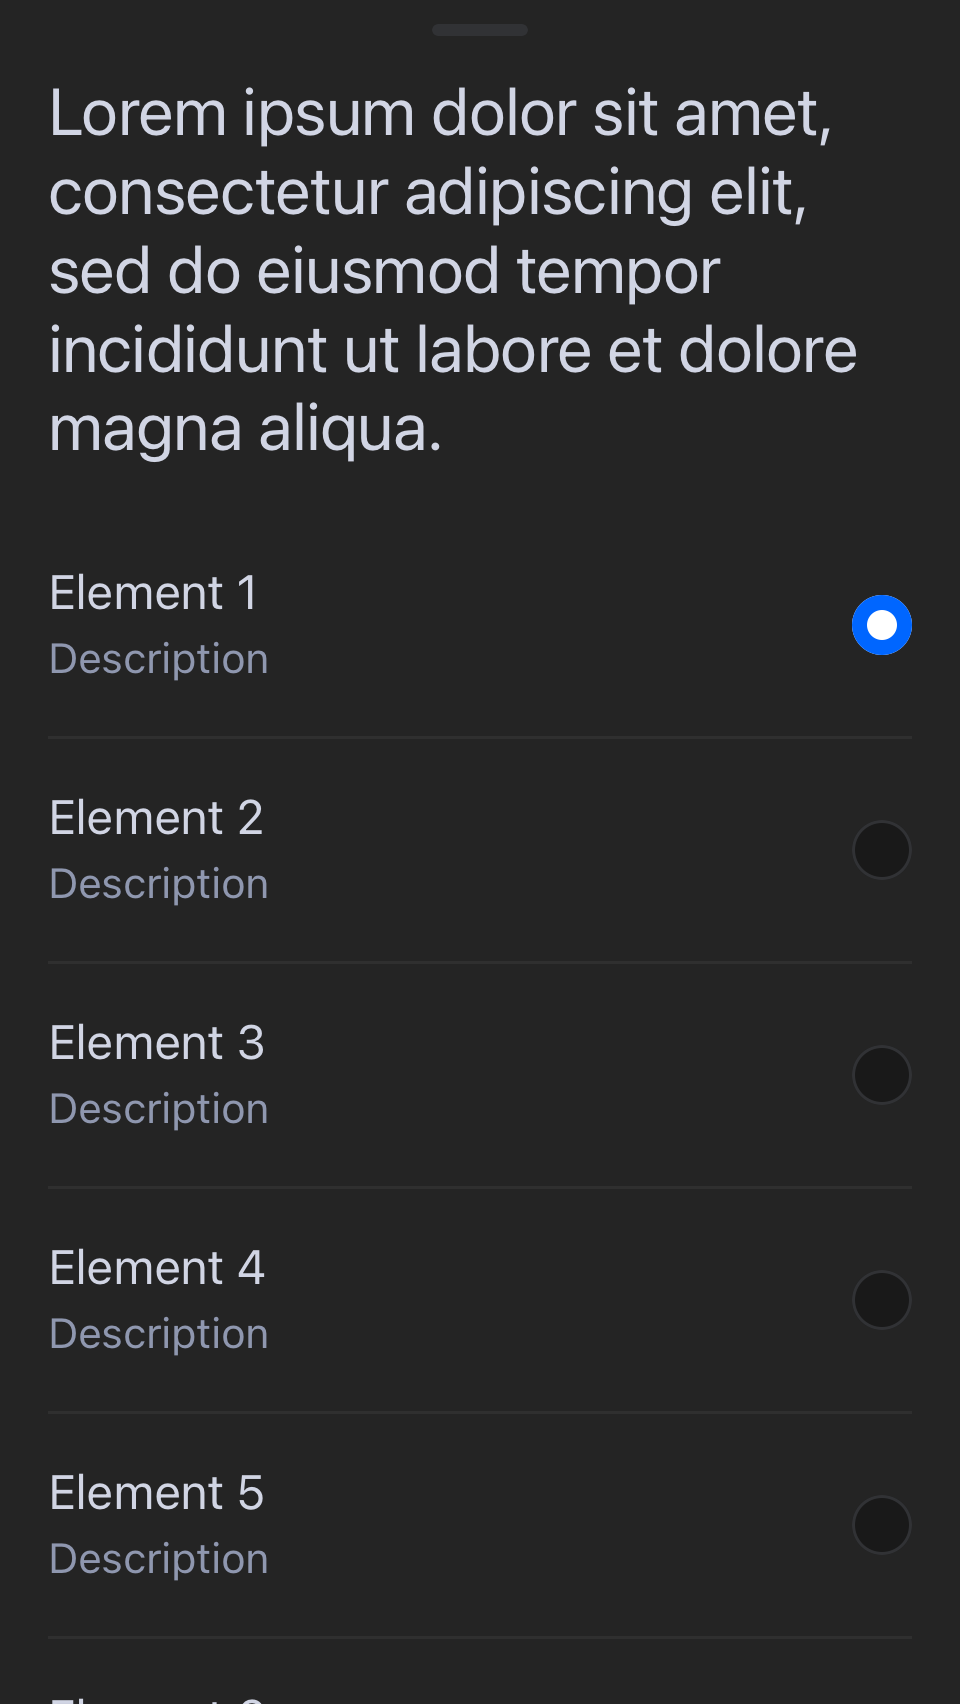 Lorem ipsum dolor sit amet,
consectetur adipiscing elit,
sed do eiusmod tempor
incididunt ut labore et dolore
magna aliqua.
Element 1
Description
Element 2
Description
Element 3
Description
Element 4
Description
Element 5
Description